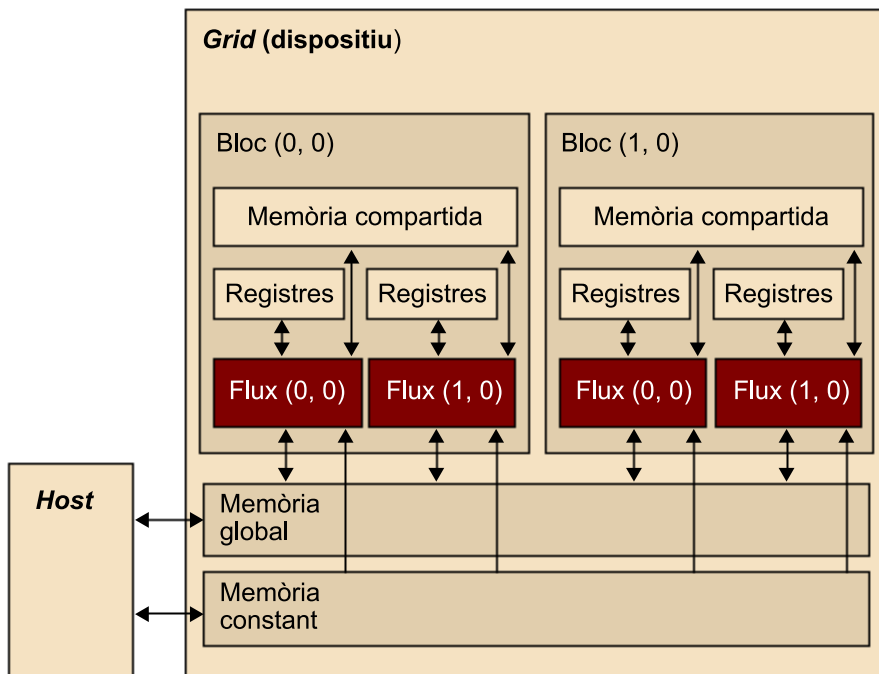 Grid (dispositiu)
Bloc (0, 0)
Memòria compartida
Registres
Registres
Flux (0, 0)
Flux (1, 0)
Bloc (1, 0)
Memòria compartida
Registres
Registres
Flux (0, 0)
Flux (1, 0)
Host
Memòria
global
Memòria
constant